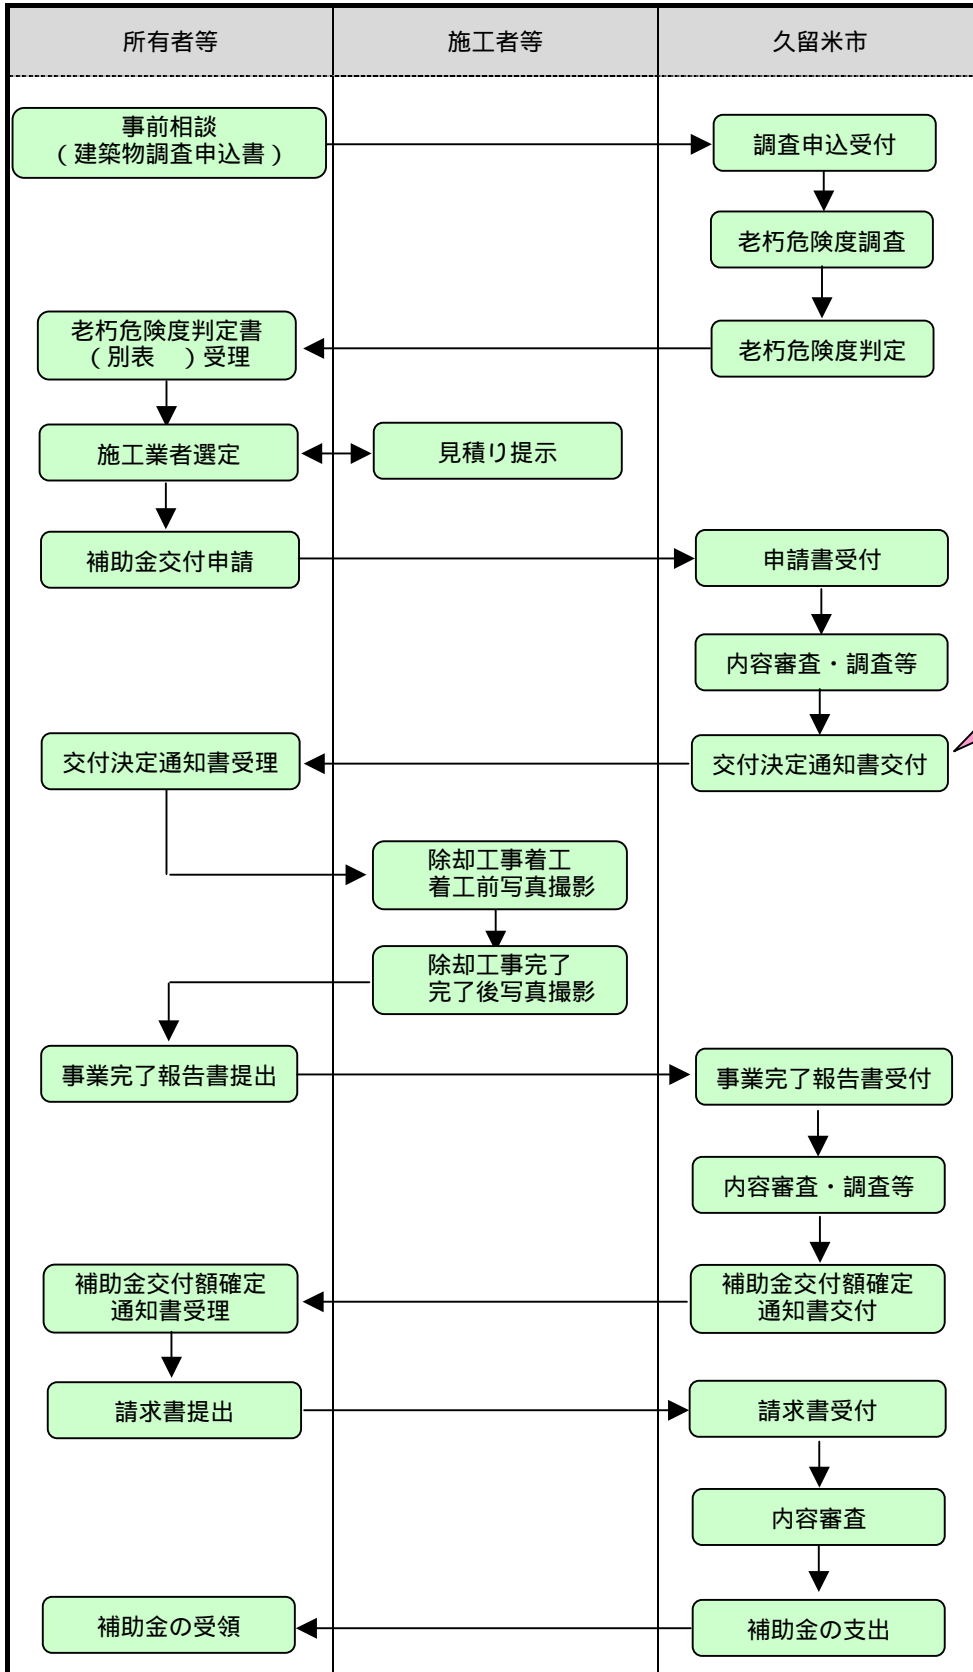 所有者等
施工者等
久留米市
事前相談
（建築物調査申込書）
調査申込受付
老朽危険度調査
老朽危険度判定書
（別表　）受理
老朽危険度判定
施工業者選定
見積り提示
補助金交付申請
申請書受付
内容審査・調査等
交付決定通知書受理
交付決定通知書交付
除却工事着工
着工前写真撮影
除却工事完了
完了後写真撮影
事業完了報告書提出
事業完了報告書受付
内容審査・調査等
補助金交付額確定
通知書受理
補助金交付額確定
通知書交付
請求書提出
請求書受付
内容審査
補助金の受領
補助金の支出